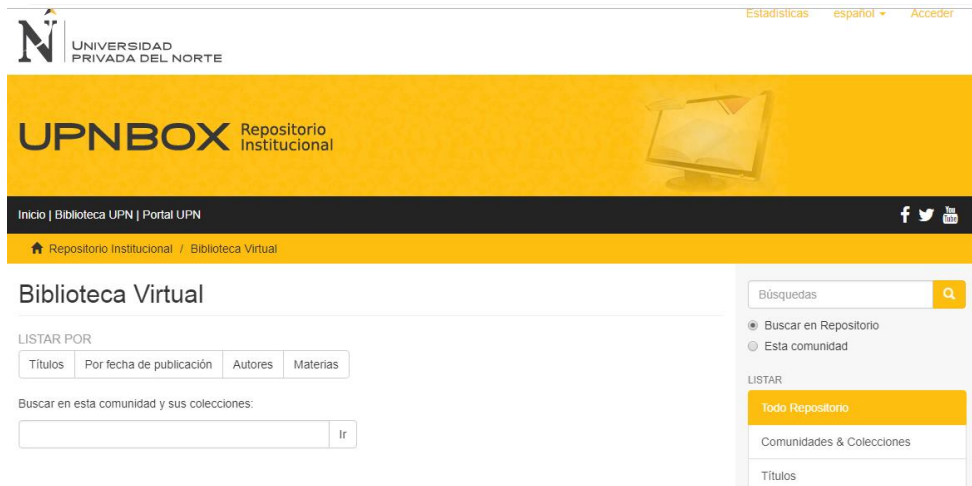 Estadísticas español Acceder
UNIVERSIDAD
PRIVADA DEL NORTE
UPNBOX Repositorio
Institucional
Inicio | Biblioteca UPN | Portal UPN
You
Tube
Repositorio Institucional / Biblioteca Virtual
Biblioteca Virtual
LISTAR POR
Títulos Por fecha de publicación Autores Materias
Buscar en esta comunidad y sus colecciones:
Ir
Búsquedas
Buscar en Repositorio
Esta comunidad
LISTAR
Todo Repositorio
Comunidades & Colecciones
Títulos